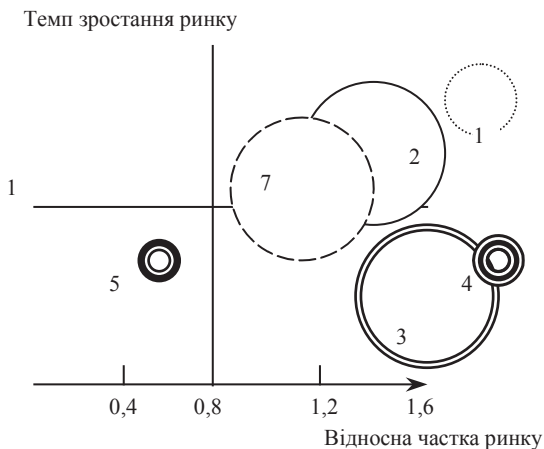 Темп зростання ринку
1
2
7
1
5
4
3
0,4 0,8 1,2 1,6
Відносна частка ринку